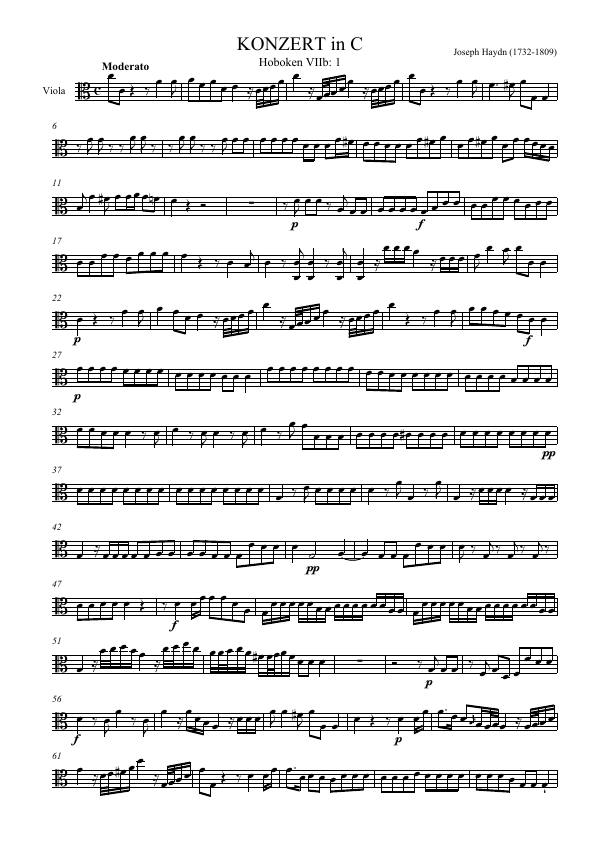 KONZERT in C
Hoboken VIIb: 1
Joseph Haydn (1732-1809)
Moderato
Viola
6
11
p
f
17
22
p
f
27
p
32
pp
37
42
pp
47
f
51
p
56
f
p
61